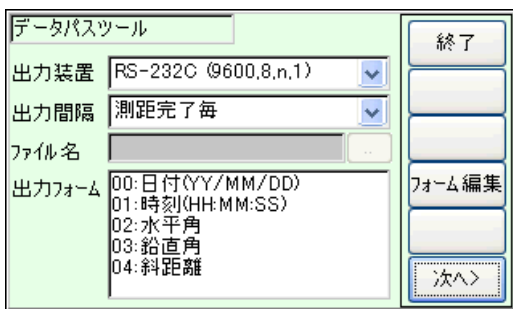 データパスツール
終了
出力装置 RS-232C (9600,8,n,1)
出力間隔 測距完了毎
ファイル名 ..
出力フォーム
00:日付(YY/MM/DD)
01:時刻(HH:MM:SS)
02:水平角
03:鉛直角
04:斜距離
フォーム編集
次へ>